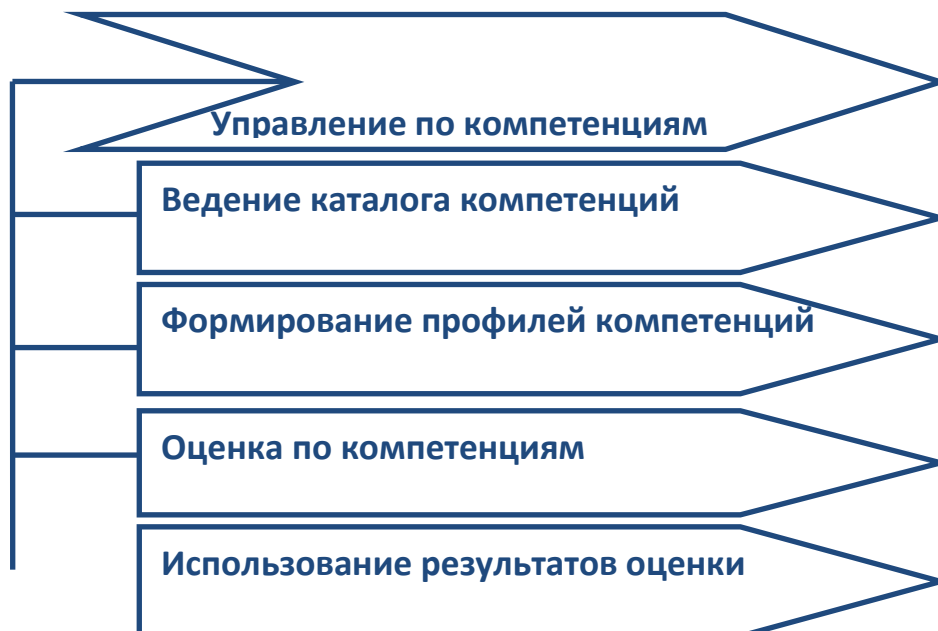 Управление по компетенциям
Ведение каталога компетенций
Формирование профилей компетенций
Оценка по компетенциям
Использование результатов оценки